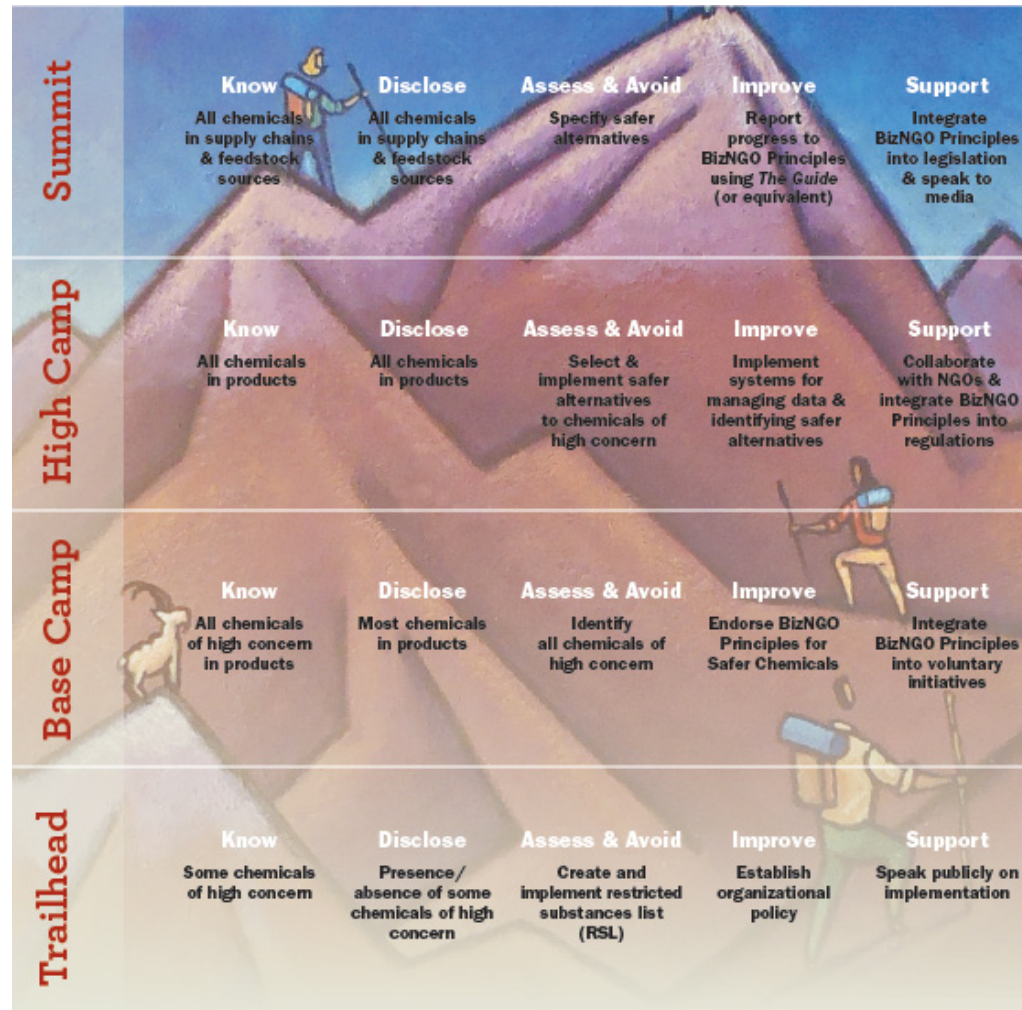 Summit
Know
All chemicals
in supply chains
& feedstock
sources
Disclose
All chemicals
in supply chains
& feedstock
sources
Assess & Avoid
Specify safer
alternatives
Improve
Report
progress to
BizNGO Principles
using The Guide
(or equivalent)
Support
Integrate
BizNGO Principles
into legislation
& speak to
media
High Camp
Know
All chemicals
in products
Disclose
All chemicals
in products
Assess & Avoid
Select &
implement safer
alternatives
to chemicals of
high concern
Improve
Implement
systems for
managing data &
identifying safer
alternatives
Support
Collaborate
with NGOs &
integrate BizNGO
Principles into
regulations
Base Camp
Know
All chemicals
of high concern
in products
Disclose
Most chemicals
in products
Assess & Avoid
Identify
all chemicals of
high concern
Improve
Endorse BizNGO
Principles for
Safer Chemicals
Support
Integrate
BizNGO Principles
into voluntary
initiatives
Trailhead
Know
Some chemicals
of high concern
Disclose
Presence/
absence of some
chemicals of high
concern
Assess & Avoid
Create and
implement restricted
substances list
(RSL)
Improve
Establish
organizational
policy
Support
Speak publicly on
implementation